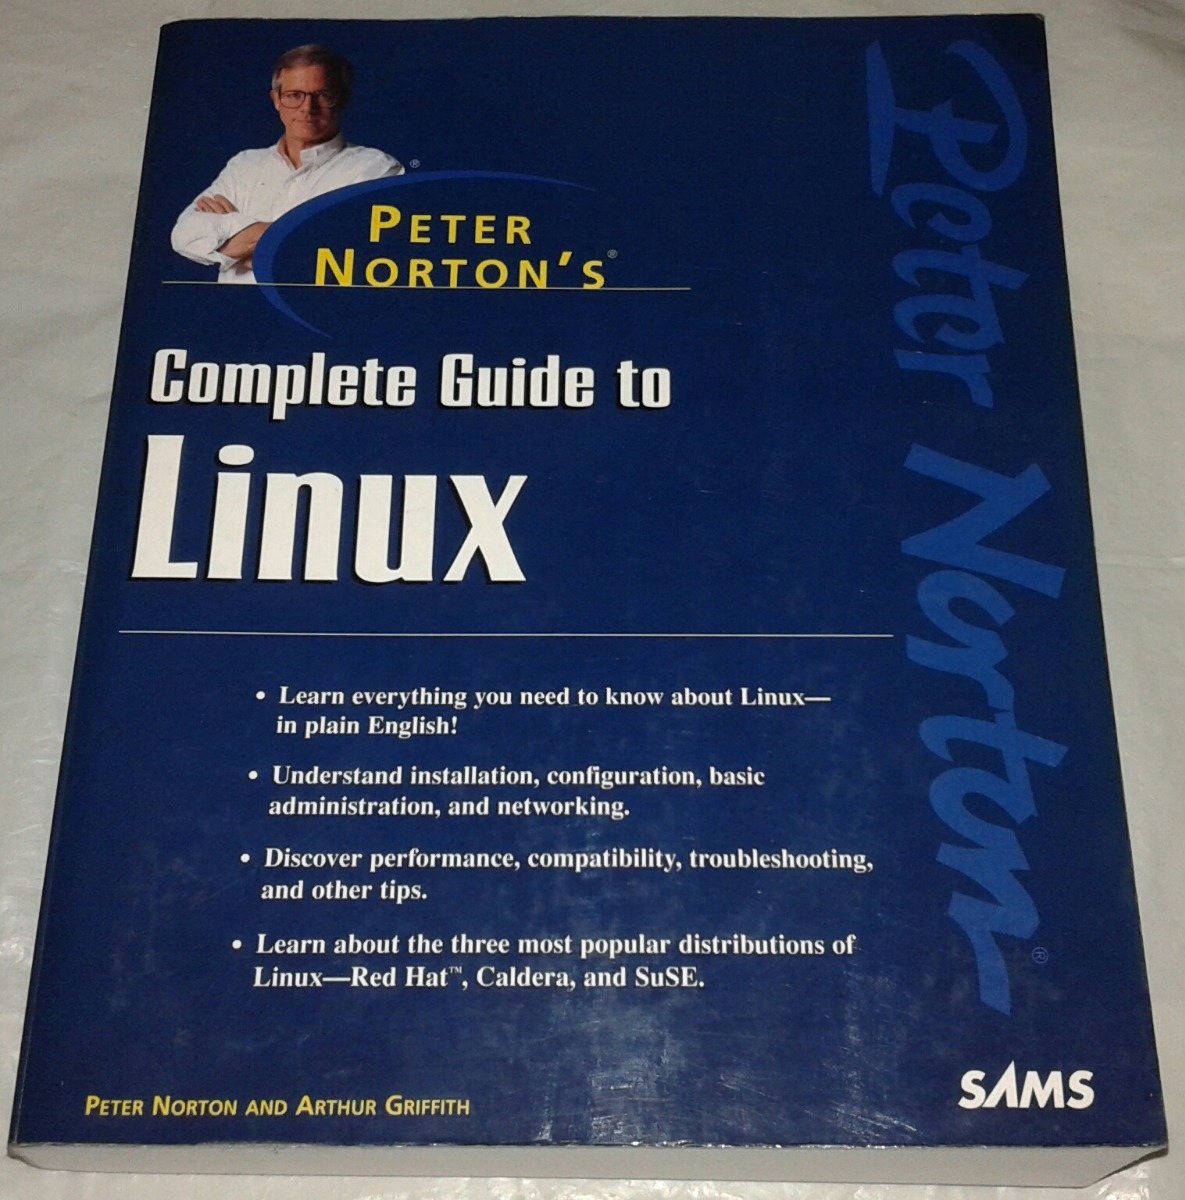 PETER
NORTON'S®
Complete Guide to
Linux
• Learn everything you need to know about Linux—
in plain English!
• Understand installation, configuration, basic
administration, and networking.
• Discover performance, compatibility, troubleshooting,
and other tips.
• Learn about the three most popular distributions of
Linux—Red Hat™, Caldera, and SuSE.
PETER NORTON AND ARTHUR GRIFFITH
SAMS
Peter Norton®
®